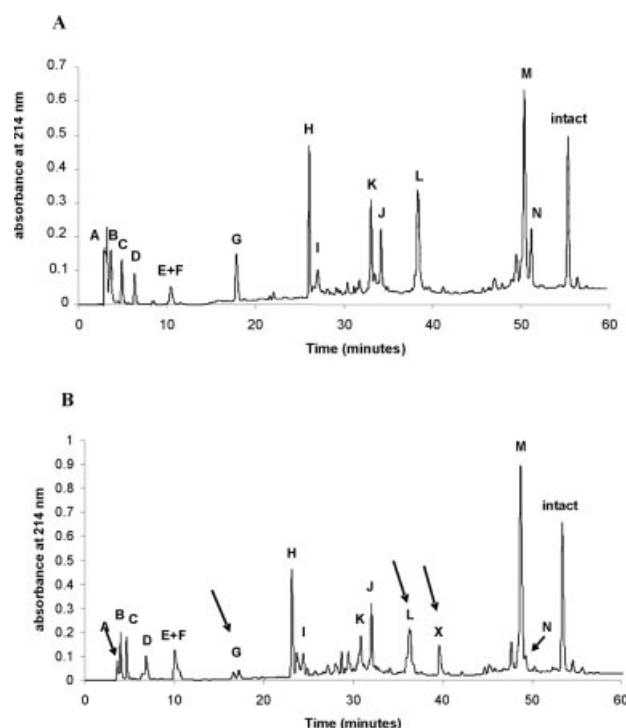 A
absorbance at 214 nm
0.7
0.6
0.5
0.4
0.3
0.2
0.1
0
A
B
C
D
E+F
G
H
I
K
J
L
M
N
intact
0 10 20 30 40 50 60
Time (minutes)
B
absorbance at 214 nm
1
0.9
0.8
0.7
0.6
0.5
0.4
0.3
0.2
0.1
0
A
B
C
D
E+F
G
H
I
K
J
L
X
M
N
intact
0 10 20 30 40 50 60
Time (minutes)